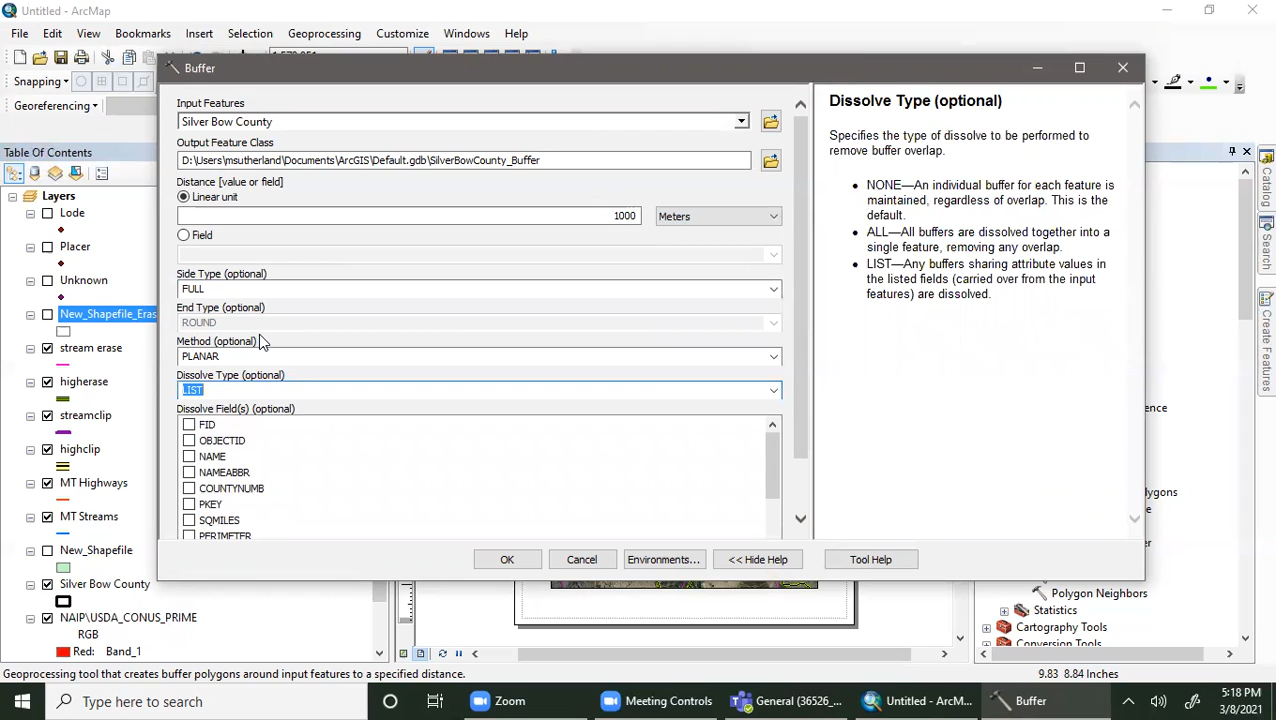 Untitled - ArcMap
File Edit View Bookmarks Insert Selection Geoprocessing Customize Windows Help
Snapping
Georeferencing
Table Of Contents
Layers
Lode
Placer
Unknown
New_Shapefile_Eras
stream erase
higherase
streamclip
highclip
MT Highways
MT Streams
New_Shapefile
Silver Bow County
NAIP\USDA_CONUS_PRIME
RGB
Red: Band_1
Buffer
Input Features
Silver Bow County
Output Feature Class
D:\Users\msutherland\Documents\ArcGIS\Default.gdb\SilverBowCounty_Buffer
Distance [value or field]
Linear unit
1000 Meters
Field
Side Type (optional)
FULL
End Type (optional)
ROUND
Method (optional)
PLANAR
Dissolve Type (optional)
LIST
Dissolve Field(s) (optional)
FID
OBJECTID
NAME
NAMEABBR
COUNTYNUMB
PKEY
SQMILES
PERIMETER
OK Cancel Environments... << Hide Help Tool Help
Dissolve Type (optional)
Specifies the type of dissolve to be performed to
remove buffer overlap.
• NONE—An individual buffer for each feature is
maintained, regardless of overlap. This is the
default.
• ALL—All buffers are dissolved together into a
single feature, removing any overlap.
• LIST—Any buffers sharing attribute values in
the listed fields (carried over from the input
features) are dissolved.
Catalog
Search
Create Features
Polygon Neighbors
Statistics
Cartography Tools
Conversion Tools
Geoprocessing tool that creates buffer polygons around input features to a specified distance.
9.83 8.84 Inches
Type here to search
Zoom
Meeting Controls
General (36526_...
Untitled - ArcM...
Buffer
5:18 PM
3/8/2021